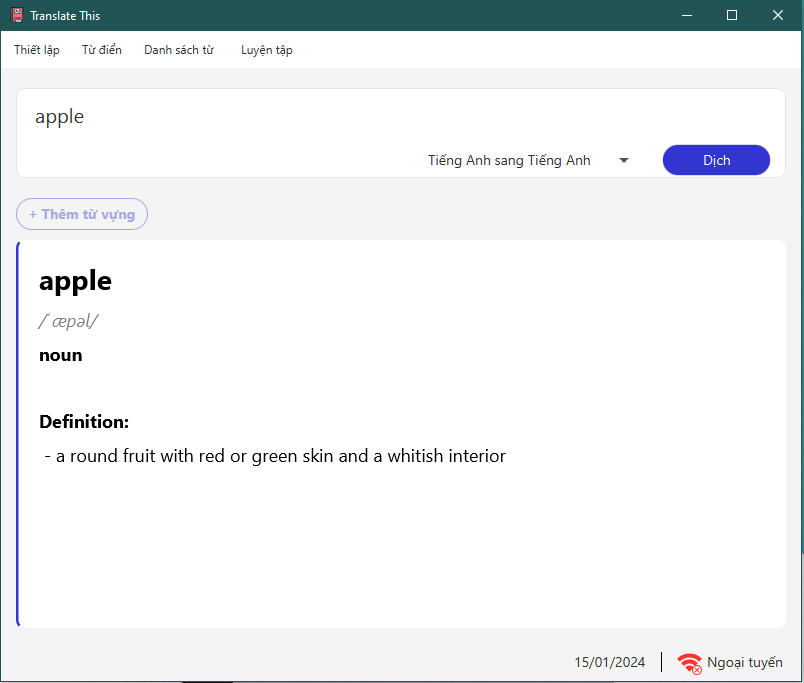 Translate This
Thiết lập Từ điển Danh sách từ Luyện tập
apple
Tiếng Anh sang Tiếng Anh Dịch
+ Thêm từ vựng
apple
/ˈæpəl/
noun
Definition:
- a round fruit with red or green skin and a whitish interior
15/01/2024 Ngoại tuyến